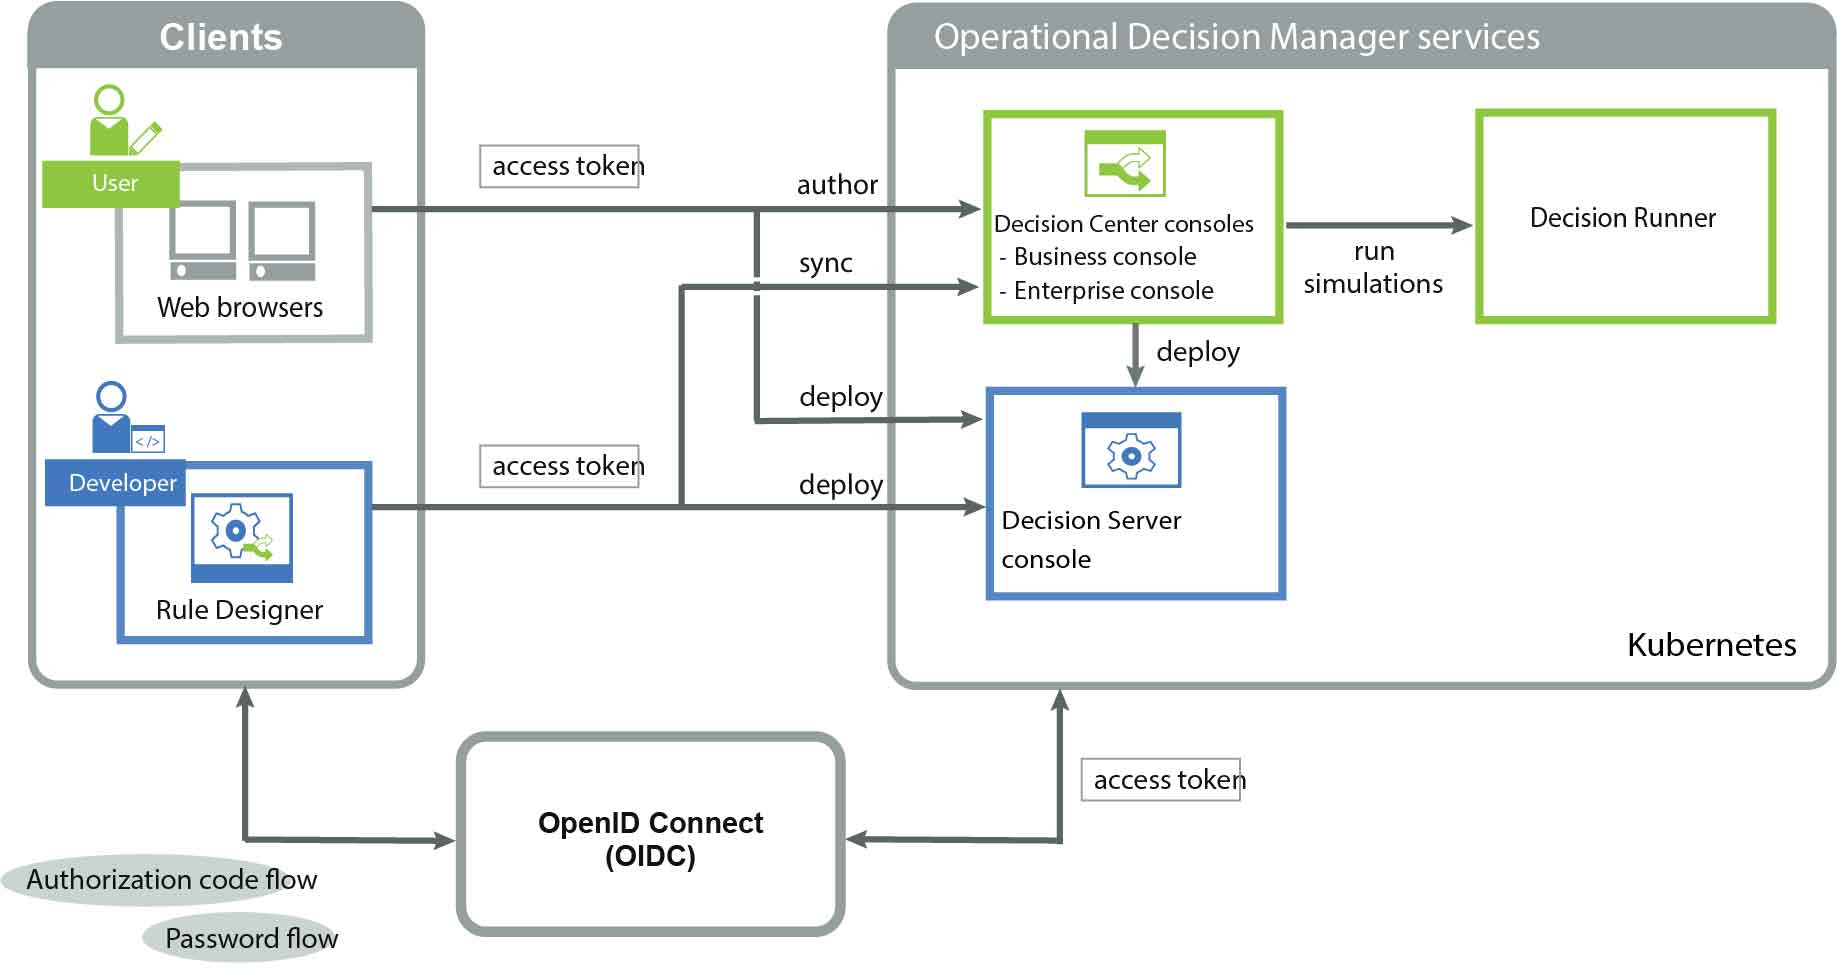 Clients
Operational Decision Manager services
User
Web browsers
access token
author
sync
deploy
Decision Center consoles
- Business console
- Enterprise console
run
simulations
Decision Runner
deploy
Developer
</>
Rule Designer
access token
deploy
Decision Server
console
Kubernetes
OpenID Connect
(OIDC)
access token
Authorization code flow
Password flow